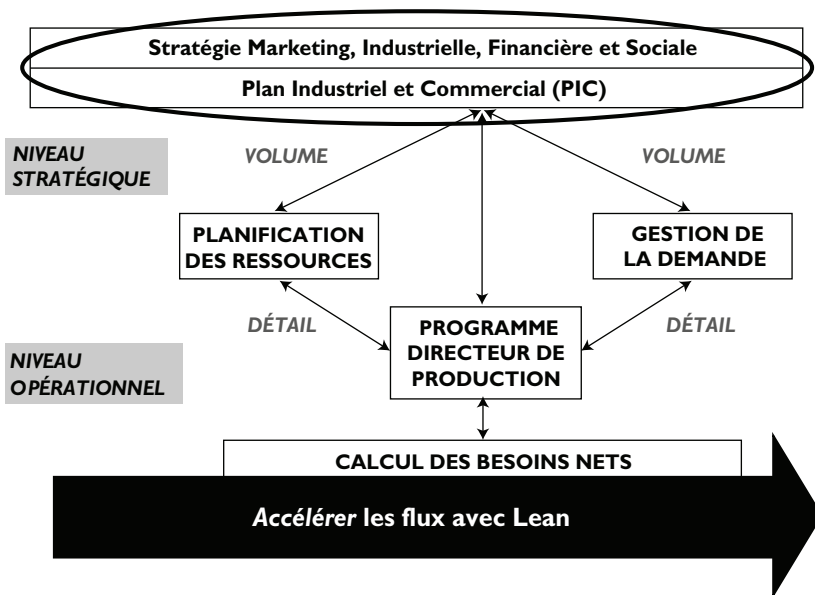 Stratégie Marketing, Industrielle, Financière et Sociale
Plan Industriel et Commercial (PIC)
NIVEAU
STRATÉGIQUE
VOLUME
VOLUME
PLANIFICATION
DES RESSOURCES
GESTION DE
LA DEMANDE
DÉTAIL
DÉTAIL
PROGRAMME
DIRECTEUR DE
PRODUCTION
NIVEAU
OPÉRATIONNEL
CALCUL DES BESOINS NETS
Accélérer les flux avec Lean